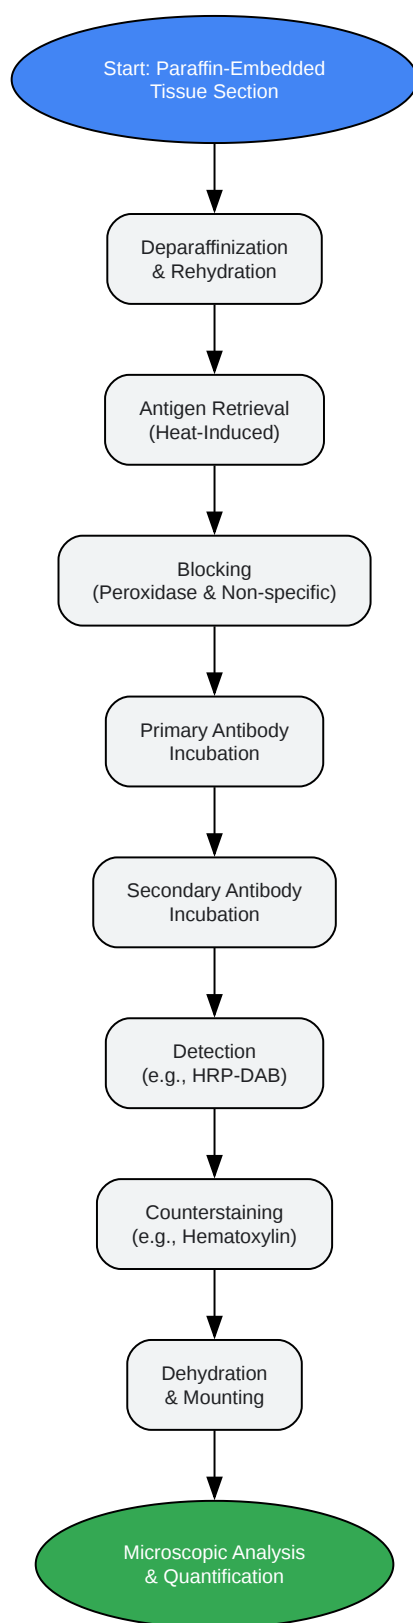 Start: Paraffin-Embedded
Tissue Section
Deparaffinization
& Rehydration
Antigen Retrieval
(Heat-Induced)
Blocking
(Peroxidase & Non-specific)
Primary Antibody
Incubation
Secondary Antibody
Incubation
Detection
(e.g., HRP-DAB)
Counterstaining
(e.g., Hematoxylin)
Dehydration
& Mounting
Microscopic Analysis
& Quantification